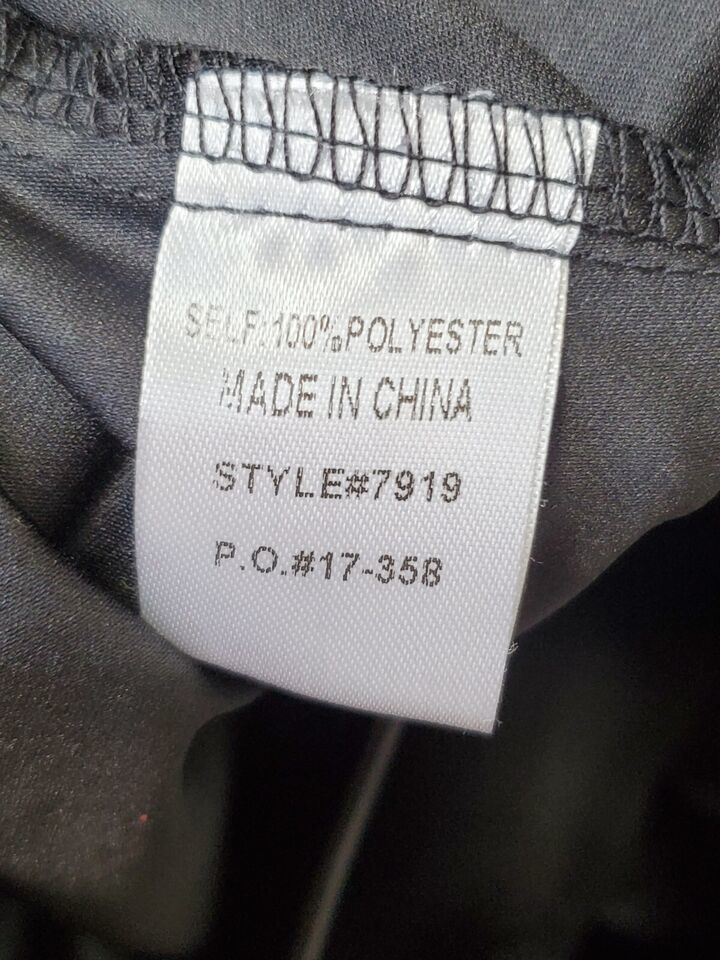 SELF:100%POLYESTER
MADE IN CHINA
STYLE#7919
P.O.#17-358